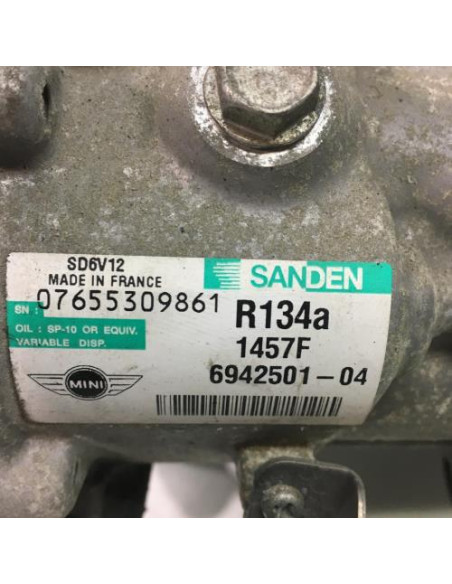 SD6V12
MADE IN FRANCE
SANDEN
SN : 07655309861
OIL : SP-10 OR EQUIV.
VARIABLE DISP.
R134a
1457F
6942501-04
MINI